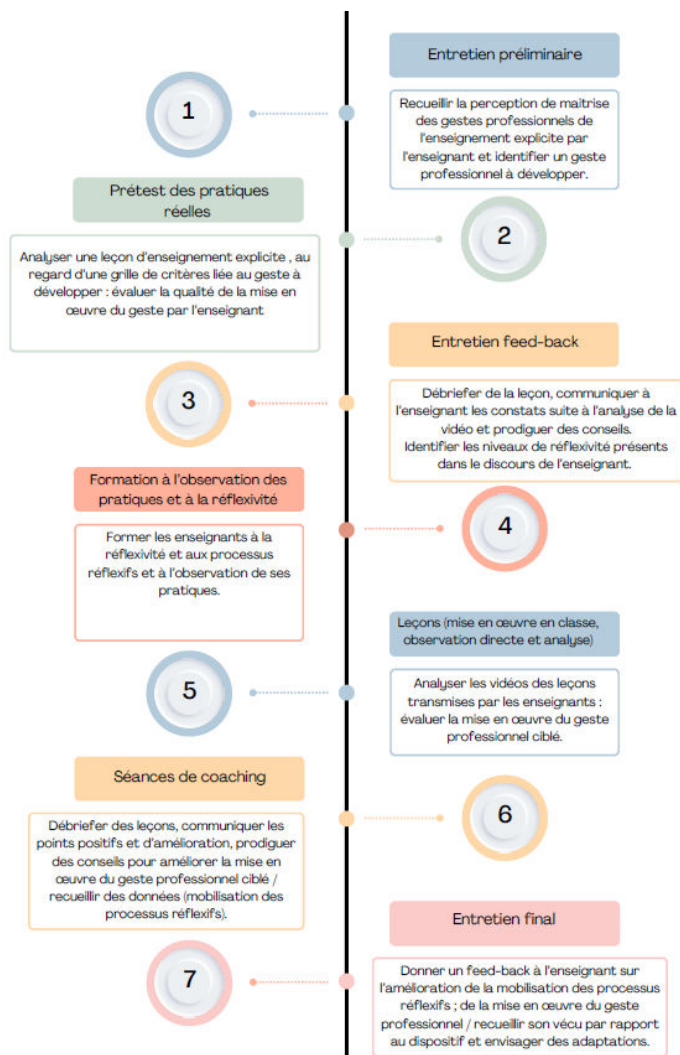 1
Entretien préliminaire
Recueillir la perception de maitrise
des gestes professionnels de
l'enseignement explicite par
l'enseignant et identifier un geste
professionnel à développer.
Prétest des pratiques
réelles
2
Analyser une leçon d'enseignement explicite , au
regard d'une grille de critères liée au geste à
développer : évaluer la qualité de la mise en
œuvre du geste par l'enseignant
3
Entretien feed-back
Débriefer de la leçon, communiquer à
l'enseignant les constats suite à l'analyse de la
vidéo et prodiguer des conseils.
Identifier les niveaux de réflexivité présents
dans le discours de l'enseignant.
Formation à l'observation des
pratiques et à la réflexivité
4
Former les enseignants à la
réflexivité et aux processus
réflexifs et à l'observation de ses
pratiques.
5
Leçons (mise en œuvre en classe,
observation directe et analyse)
Analyser les vidéos des leçons
transmises par les enseignants :
évaluer la mise en œuvre du geste
professionnel ciblé.
Séances de coaching
6
Débriefer des leçons, communiquer les
points positifs et d'amélioration, prodiguer
des conseils pour améliorer la mise en
œuvre du geste professionnel ciblé /
recueillir des données (mobilisation des
processus réflexifs).
7
Entretien final
Donner un feed-back à l'enseignant sur
l'amélioration de la mobilisation des processus
réflexifs ; de la mise en œuvre du geste
professionnel / recueillir son vécu par rapport
au dispositif et envisager des adaptations.